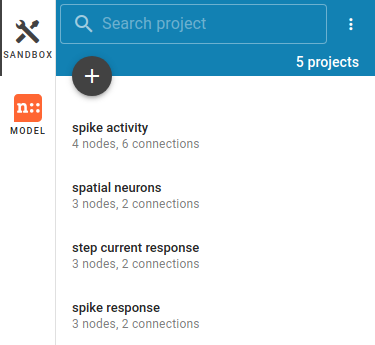 Search project
SANDBOX
5 projects
+
n::
MODEL
spike activity
4 nodes, 6 connections
spatial neurons
3 nodes, 2 connections
step current response
3 nodes, 2 connections
spike response
3 nodes, 2 connections